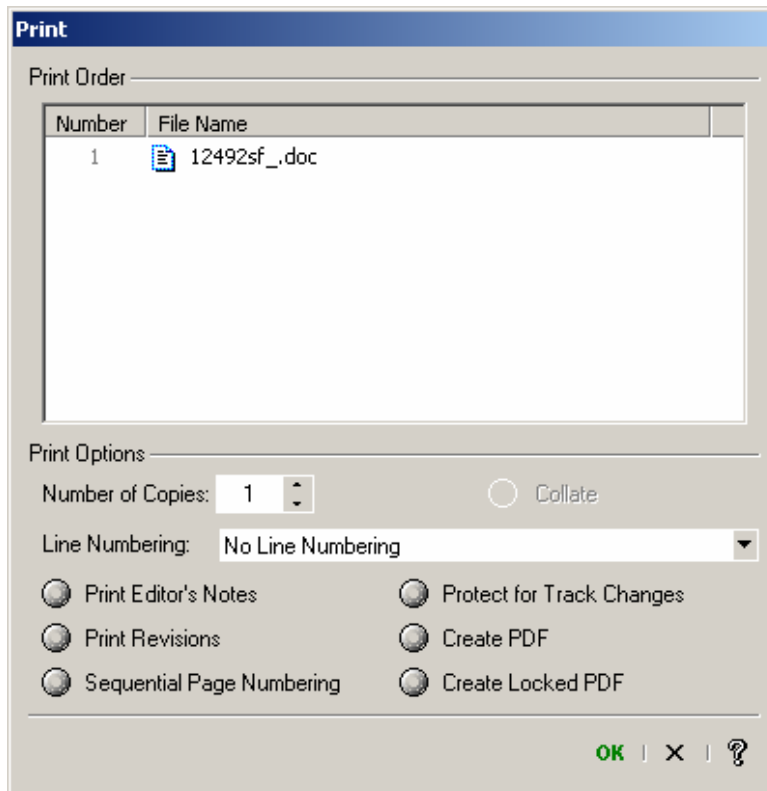 Print
Print Order
Number File Name
1 12492sf_.doc
Print Options
Number of Copies: 1 Collate
Line Numbering: No Line Numbering
Print Editor's Notes Protect for Track Changes
Print Revisions Create PDF
Sequential Page Numbering Create Locked PDF
OK | X | ?